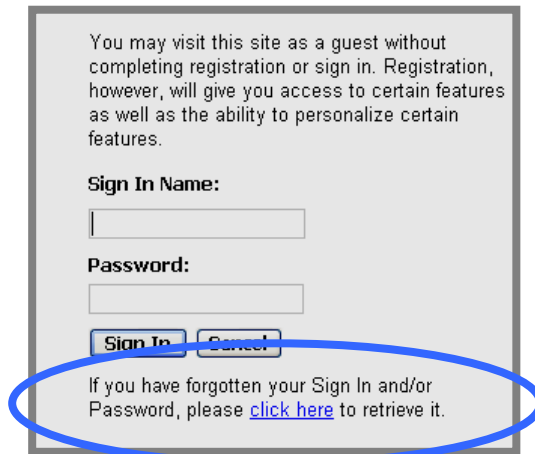 You may visit this site as a guest without
completing registration or sign in. Registration,
however, will give you access to certain features
as well as the ability to personalize certain
features.
Sign In Name:
Password:
Sign In Cancel
If you have forgotten your Sign In and/or
Password, please click here to retrieve it.